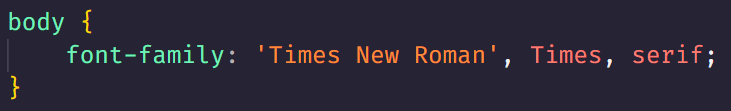 body {
    font-family: 'Times New Roman', Times, serif;
}